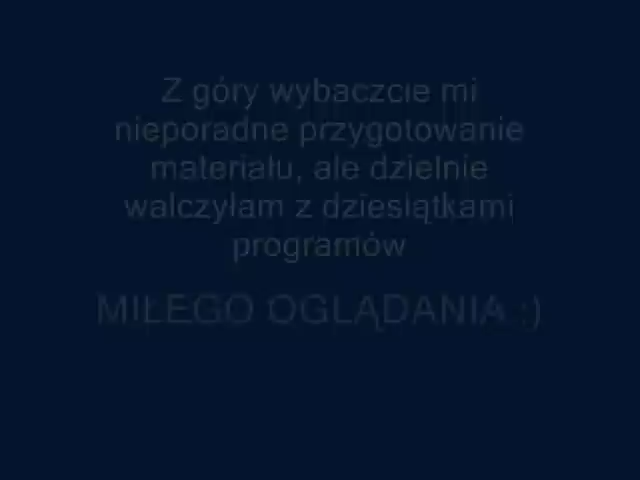 Z góry wybaczcie mi
nieporadne przygotowanie
materiału, ale dzielnie
walczyłam z dziesiątkami
programów
MIŁEGO OGLĄDANIA :)